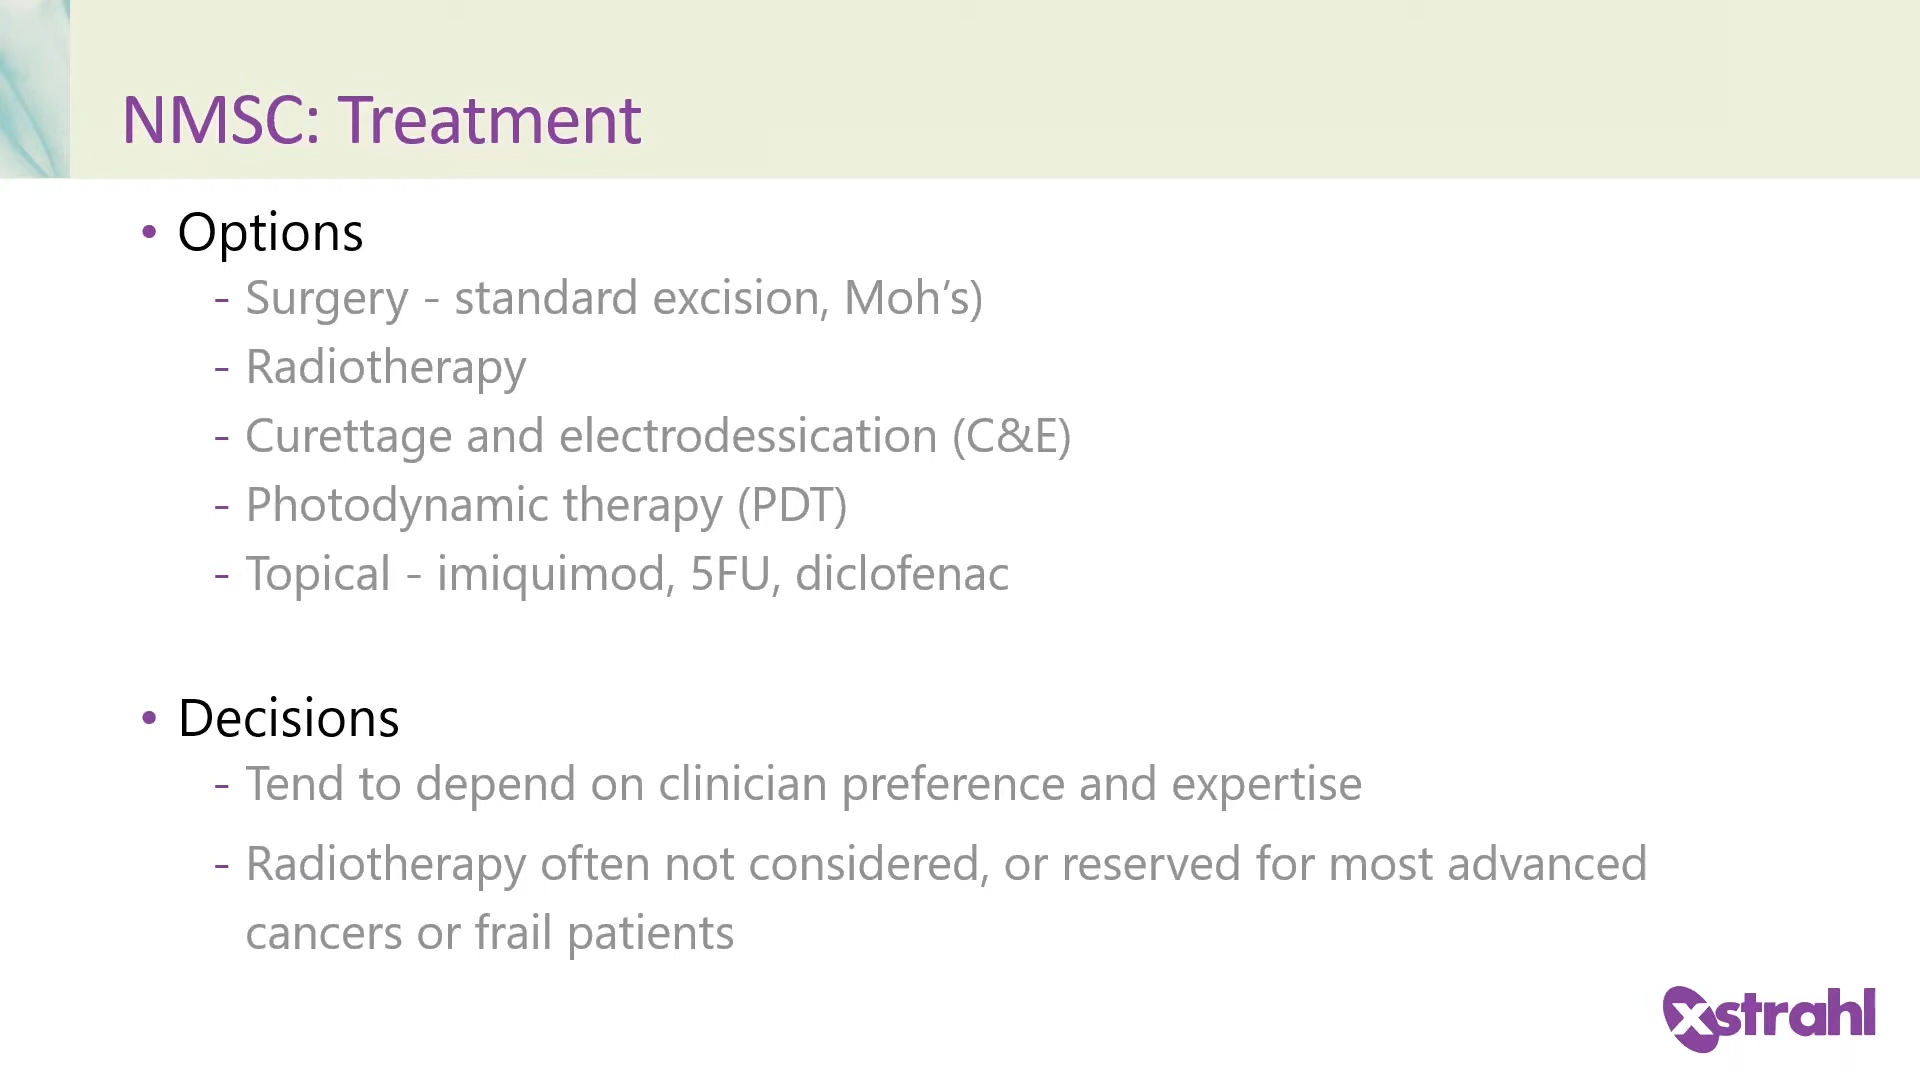 NMSC: Treatment
• Options
- Surgery - standard excision, Moh’s)
- Radiotherapy
- Curettage and electrodessication (C&E)
- Photodynamic therapy (PDT)
- Topical - imiquimod, 5FU, diclofenac
• Decisions
- Tend to depend on clinician preference and expertise
- Radiotherapy often not considered, or reserved for most advanced
cancers or frail patients
xstrahl